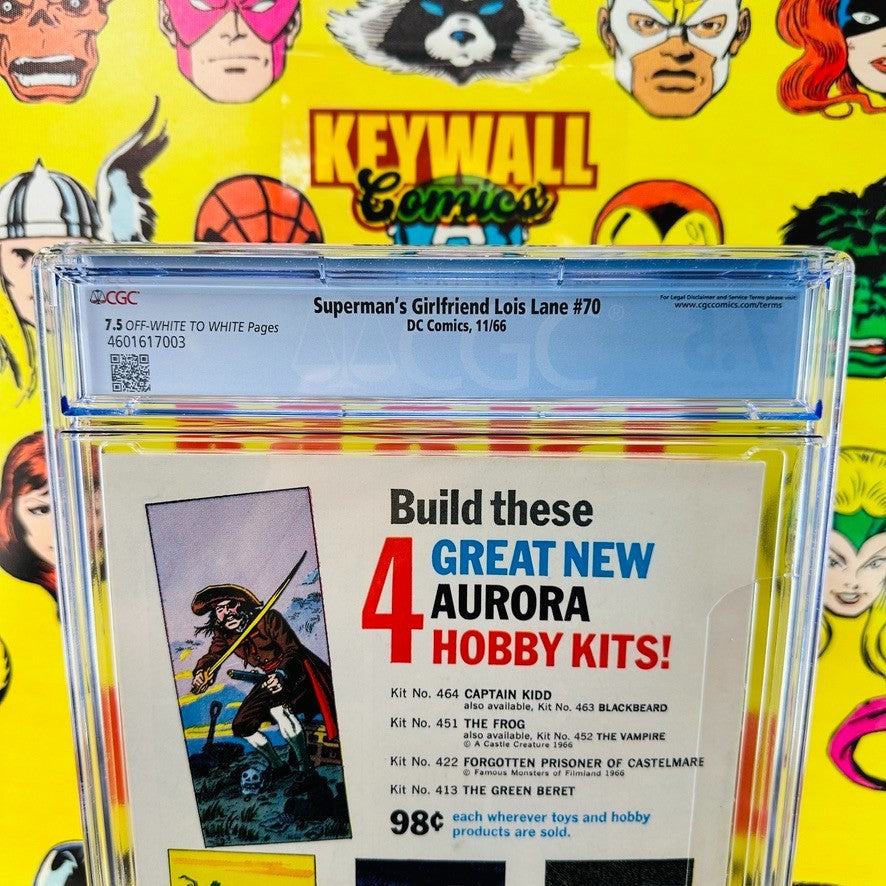 KEYWALL
Comics
CGC
Superman's Girlfriend Lois Lane #70
For Legal Disclaimer and Service Terms please visit:
www.cgccomics.com/terms
7.5 OFF-WHITE TO WHITE Pages
DC Comics, 11/66
4601617003
CGC
Build these
4 GREAT NEW
AURORA
HOBBY KITS!
Kit No. 464 CAPTAIN KIDD
also available, Kit No. 463 BLACKBEARD
Kit No. 451 THE FROG
also available, Kit No. 452 THE VAMPIRE
© A Castle Creature 1966
Kit No. 422 FORGOTTEN PRISONER OF CASTELMARE
© Famous Monsters of Filmland 1966
Kit No. 413 THE GREEN BERET
98¢ each wherever toys and hobby
products are sold.